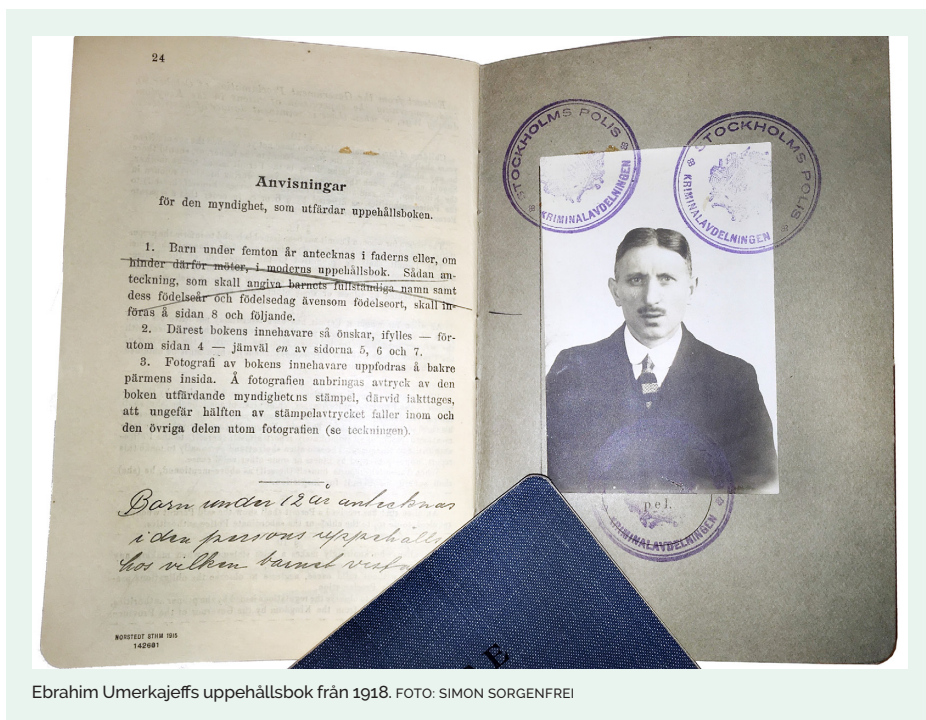 24
Anvisningar
för den myndighet, som utfärdar uppehållsboken.
1. Barn under femton år antecknas i faderns eller, om
hinder därför möter, i moderns uppehållsbok. Sådan an-
teckning, som skall angiva barnets fullständiga namn samt
dess födelseår och födelsedag ävensom födelseort, skall in-
föras å sidan 8 och följande.
2. Därest bokens innehavare så önskar, ifylles — för-
utom sidan 4 — jämväl en av sidorna 5, 6 och 7.
3. Fotografi av bokens innehavare uppfodras å bakre
pärmens insida. Å fotografien anbringas avtryck av den
boken utfärdande myndighetens stämpel, därvid iakttages,
att ungefär hälften av stämpelavtrycket faller inom och
den övriga delen utom fotografien (se teckningen).
Barn under 12 år antecknas
i den persons uppehålls
hos vilken barnet
NORSTEDT STHM 1915
142601
STOCKHOLMS POLIS
KRIMINALAVDELNINGEN
STOCKHOLMS POLIS
KRIMINALAVDELNINGEN
pel.
KRIMINALAVDELNINGEN
R E
Ebrahim Umerkajeffs uppehållsbok från 1918. FOTO: SIMON SORGENFREI